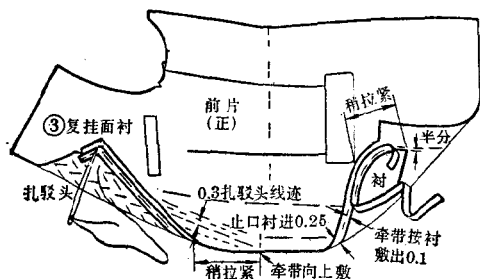 稍拉紧
前片
(正)
半分
③复挂面衬
衬
扎驳头
0.3扎驳头线迹
止口衬进0.25
牵带按衬
敷出0.1
稍拉紧
牵带向上敷